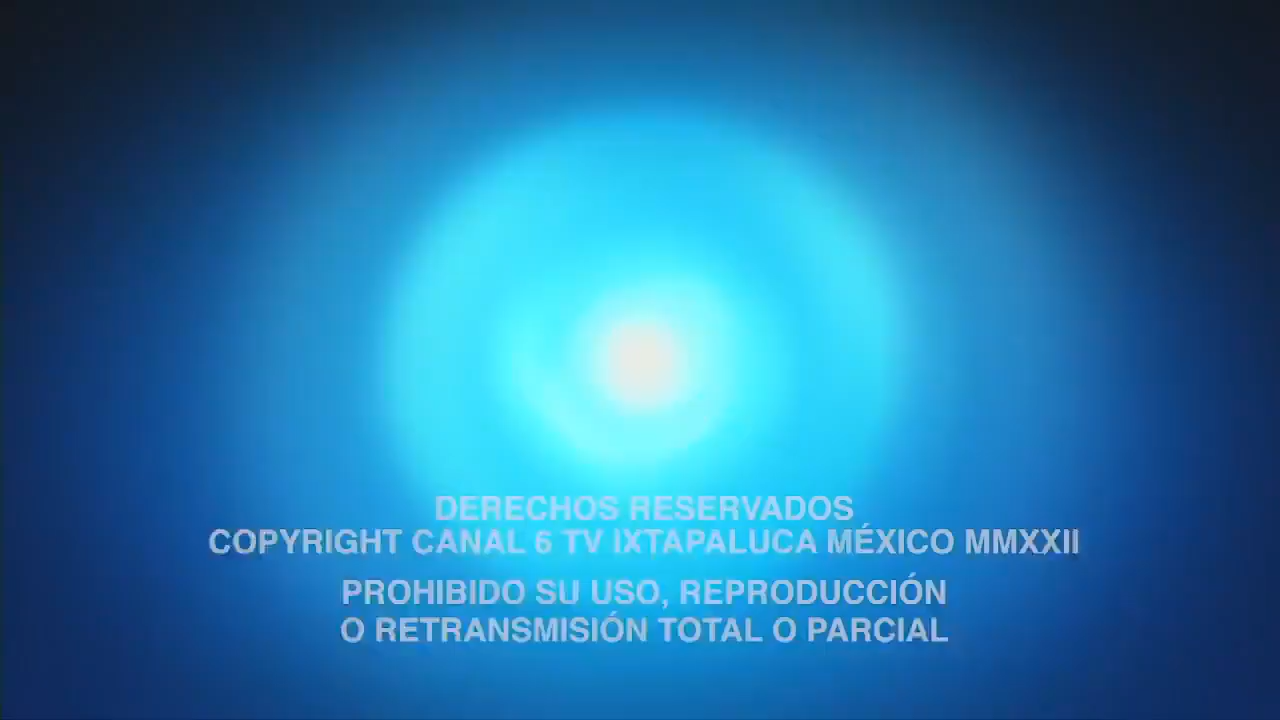 DERECHOS RESERVADOS
COPYRIGHT CANAL 6 TV IXTAPALUCA MÉXICO MMXXII
PROHIBIDO SU USO, REPRODUCCIÓN
O RETRANSMISIÓN TOTAL O PARCIAL